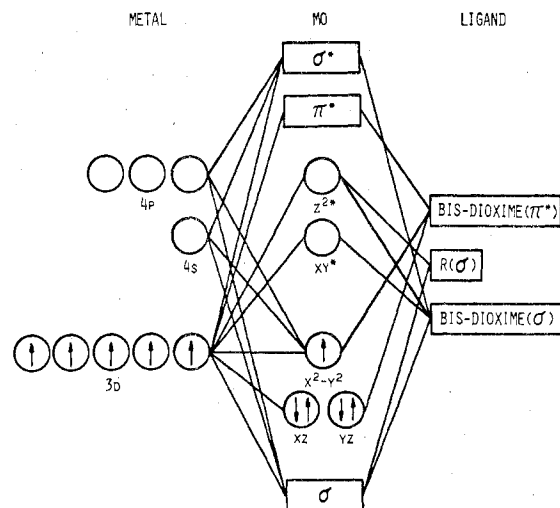 METAL MO LIGAND
σ*
π*
4P
Z²*
BIS-DIOXIME(π*)
4S
XY*
R(σ)
BIS-DIOXIME(σ)
3D
X²-Y²
XZ YZ
σ